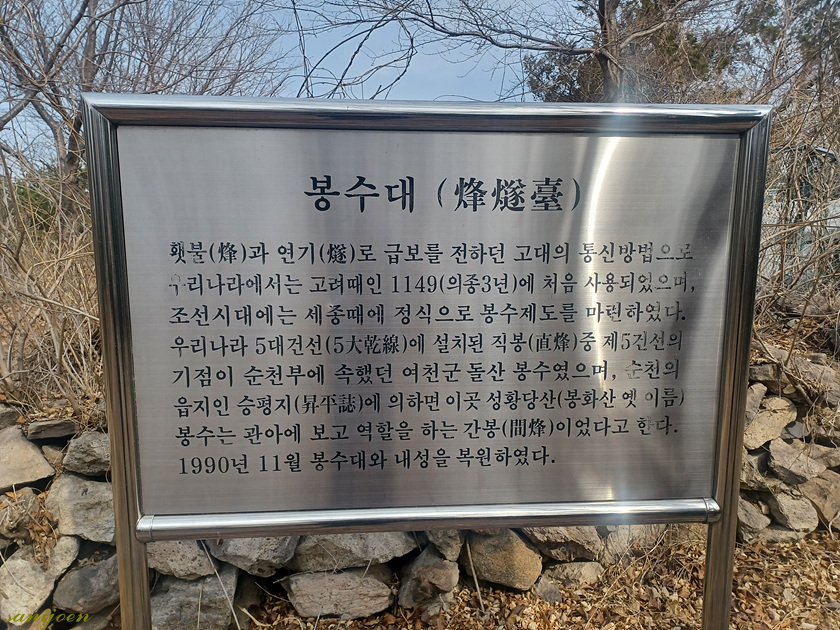 봉수대 (烽燧臺)
횃불(烽)과 연기(燧)로 급보를 전하던 고대의 통신방법으로
우리나라에서는 고려때인 1149(의종3년)에 처음 사용되었으며,
조선시대에는 세종때에 정식으로 봉수제도를 마련하였다.
우리나라 5대건선(5大乾線)에 설치된 직봉(直烽)중 제5건선의
기점이 순천부에 속했던 여천군 돌산 봉수였으며, 순천의
읍지인 승평지(昇平誌)에 의하면 이곳 성황당산(봉화산 옛 이름)
봉수는 관아에 보고 역할을 하는 간봉(間烽)이었다고 한다.
1990년 11월 봉수대와 내성을 복원하였다.